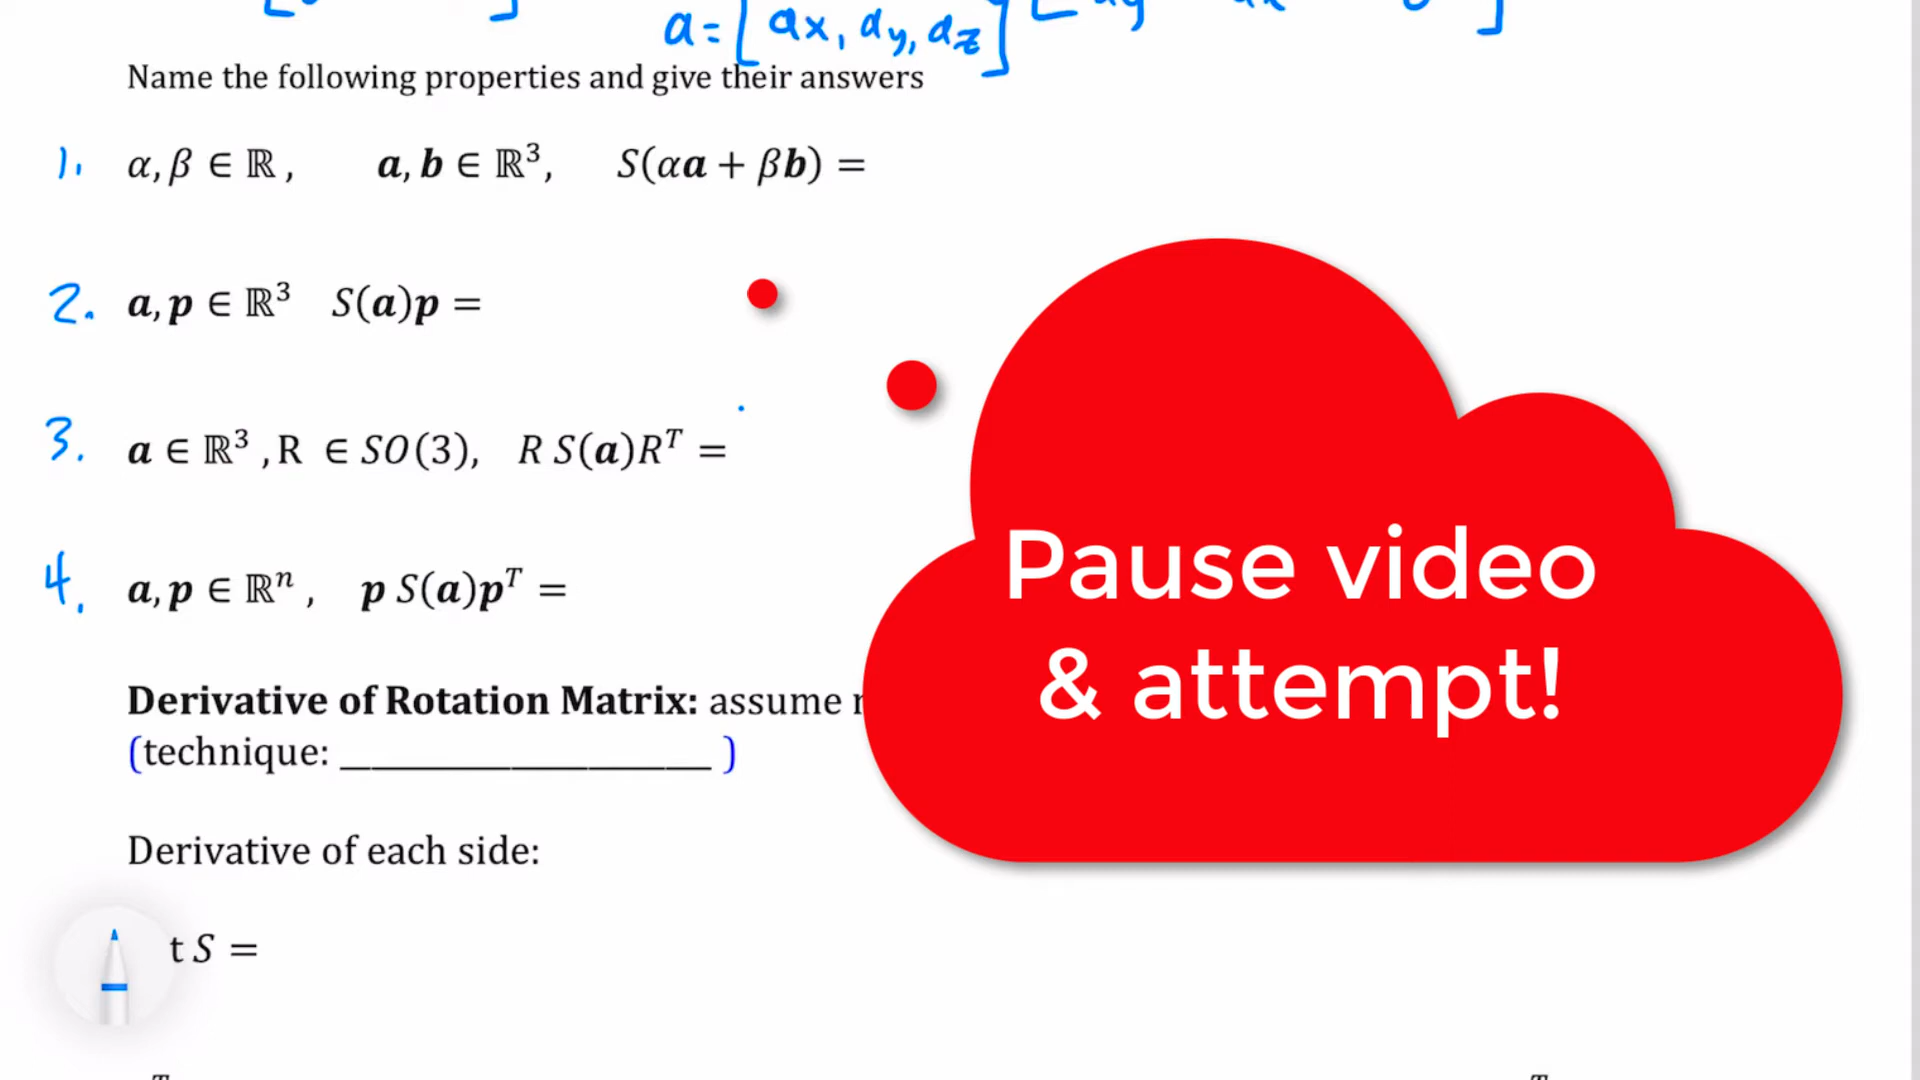 a = [ax, ay, az]
Name the following properties and give their answers
1. α, β ∈ ℝ , a, b ∈ ℝ³, S(αa + βb) =
2. a, p ∈ ℝ³ S(a)p =
3. a ∈ ℝ³ , R ∈ SO(3), R S(a)Rᵀ =
4. a, p ∈ ℝⁿ , p S(a)pᵀ =
Pause video
& attempt!
Derivative of Rotation Matrix: assume
(technique: __________________ )
Derivative of each side:
t S =